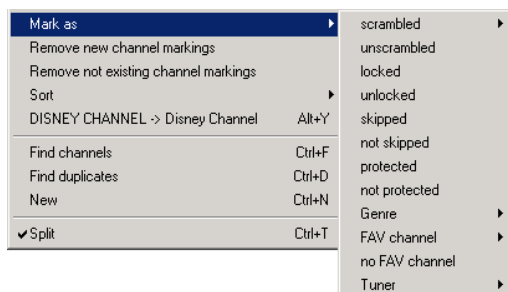 Mark as
Remove new channel markings
Remove not existing channel markings
Sort
DISNEY CHANNEL -> Disney Channel Alt+Y
Find channels Ctrl+F
Find duplicates Ctrl+D
New Ctrl+N
Split Ctrl+T
scrambled
unscrambled
locked
unlocked
skipped
not skipped
protected
not protected
Genre
FAV channel
no FAV channel
Tuner